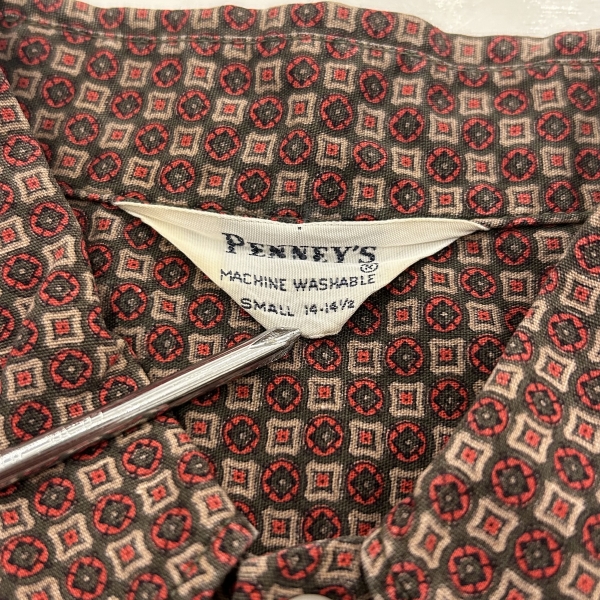 PENNEY'S
MACHINE WASHABLE ®
SMALL 14-14½